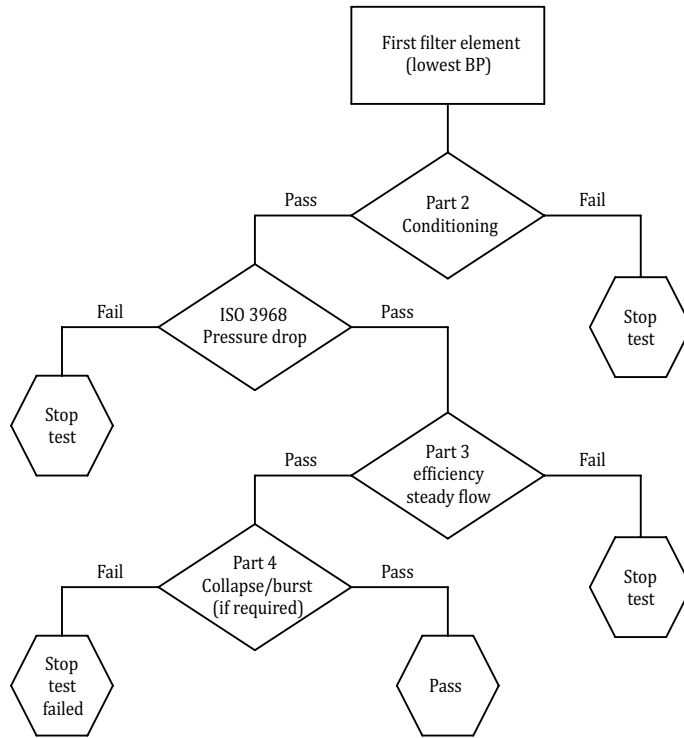 First filter element
(lowest BP)
Pass
Part 2
Conditioning
Fail
Fail
ISO 3968
Pressure drop
Pass
Stop
test
Stop
test
Pass
Part 3
efficiency
steady flow
Fail
Fail
Part 4
Collapse/burst
(if required)
Pass
Stop
test
Stop
test
failed
Pass